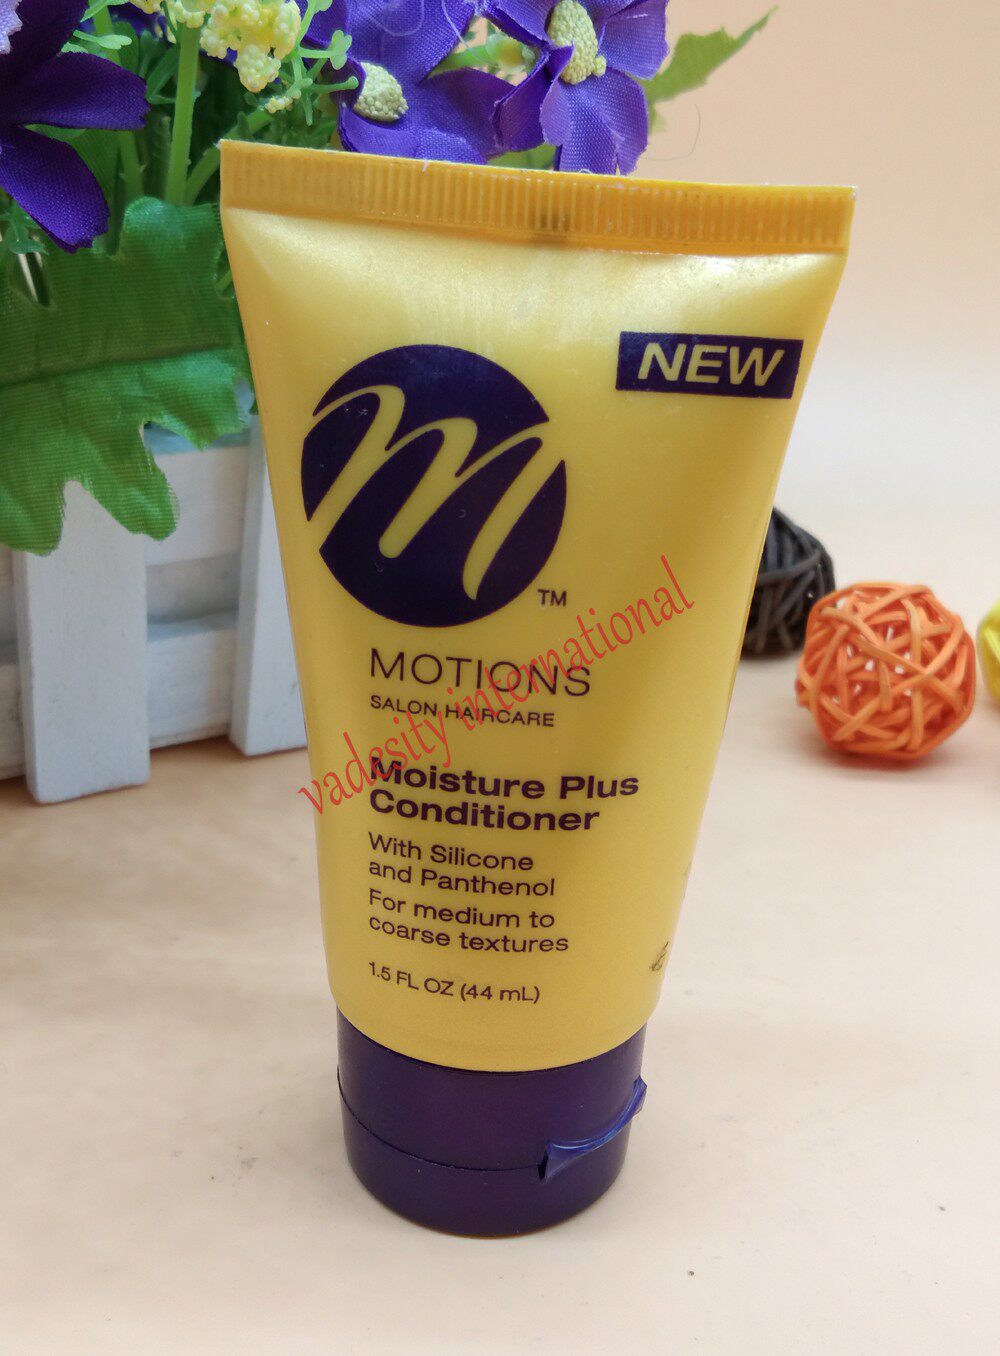 NEW
m
TM
MOTIONS
SALON HAIRCARE
vadesity international
Moisture Plus
Conditioner
With Silicone
and Panthenol
For medium to
coarse textures
1.5 FL OZ (44 mL)